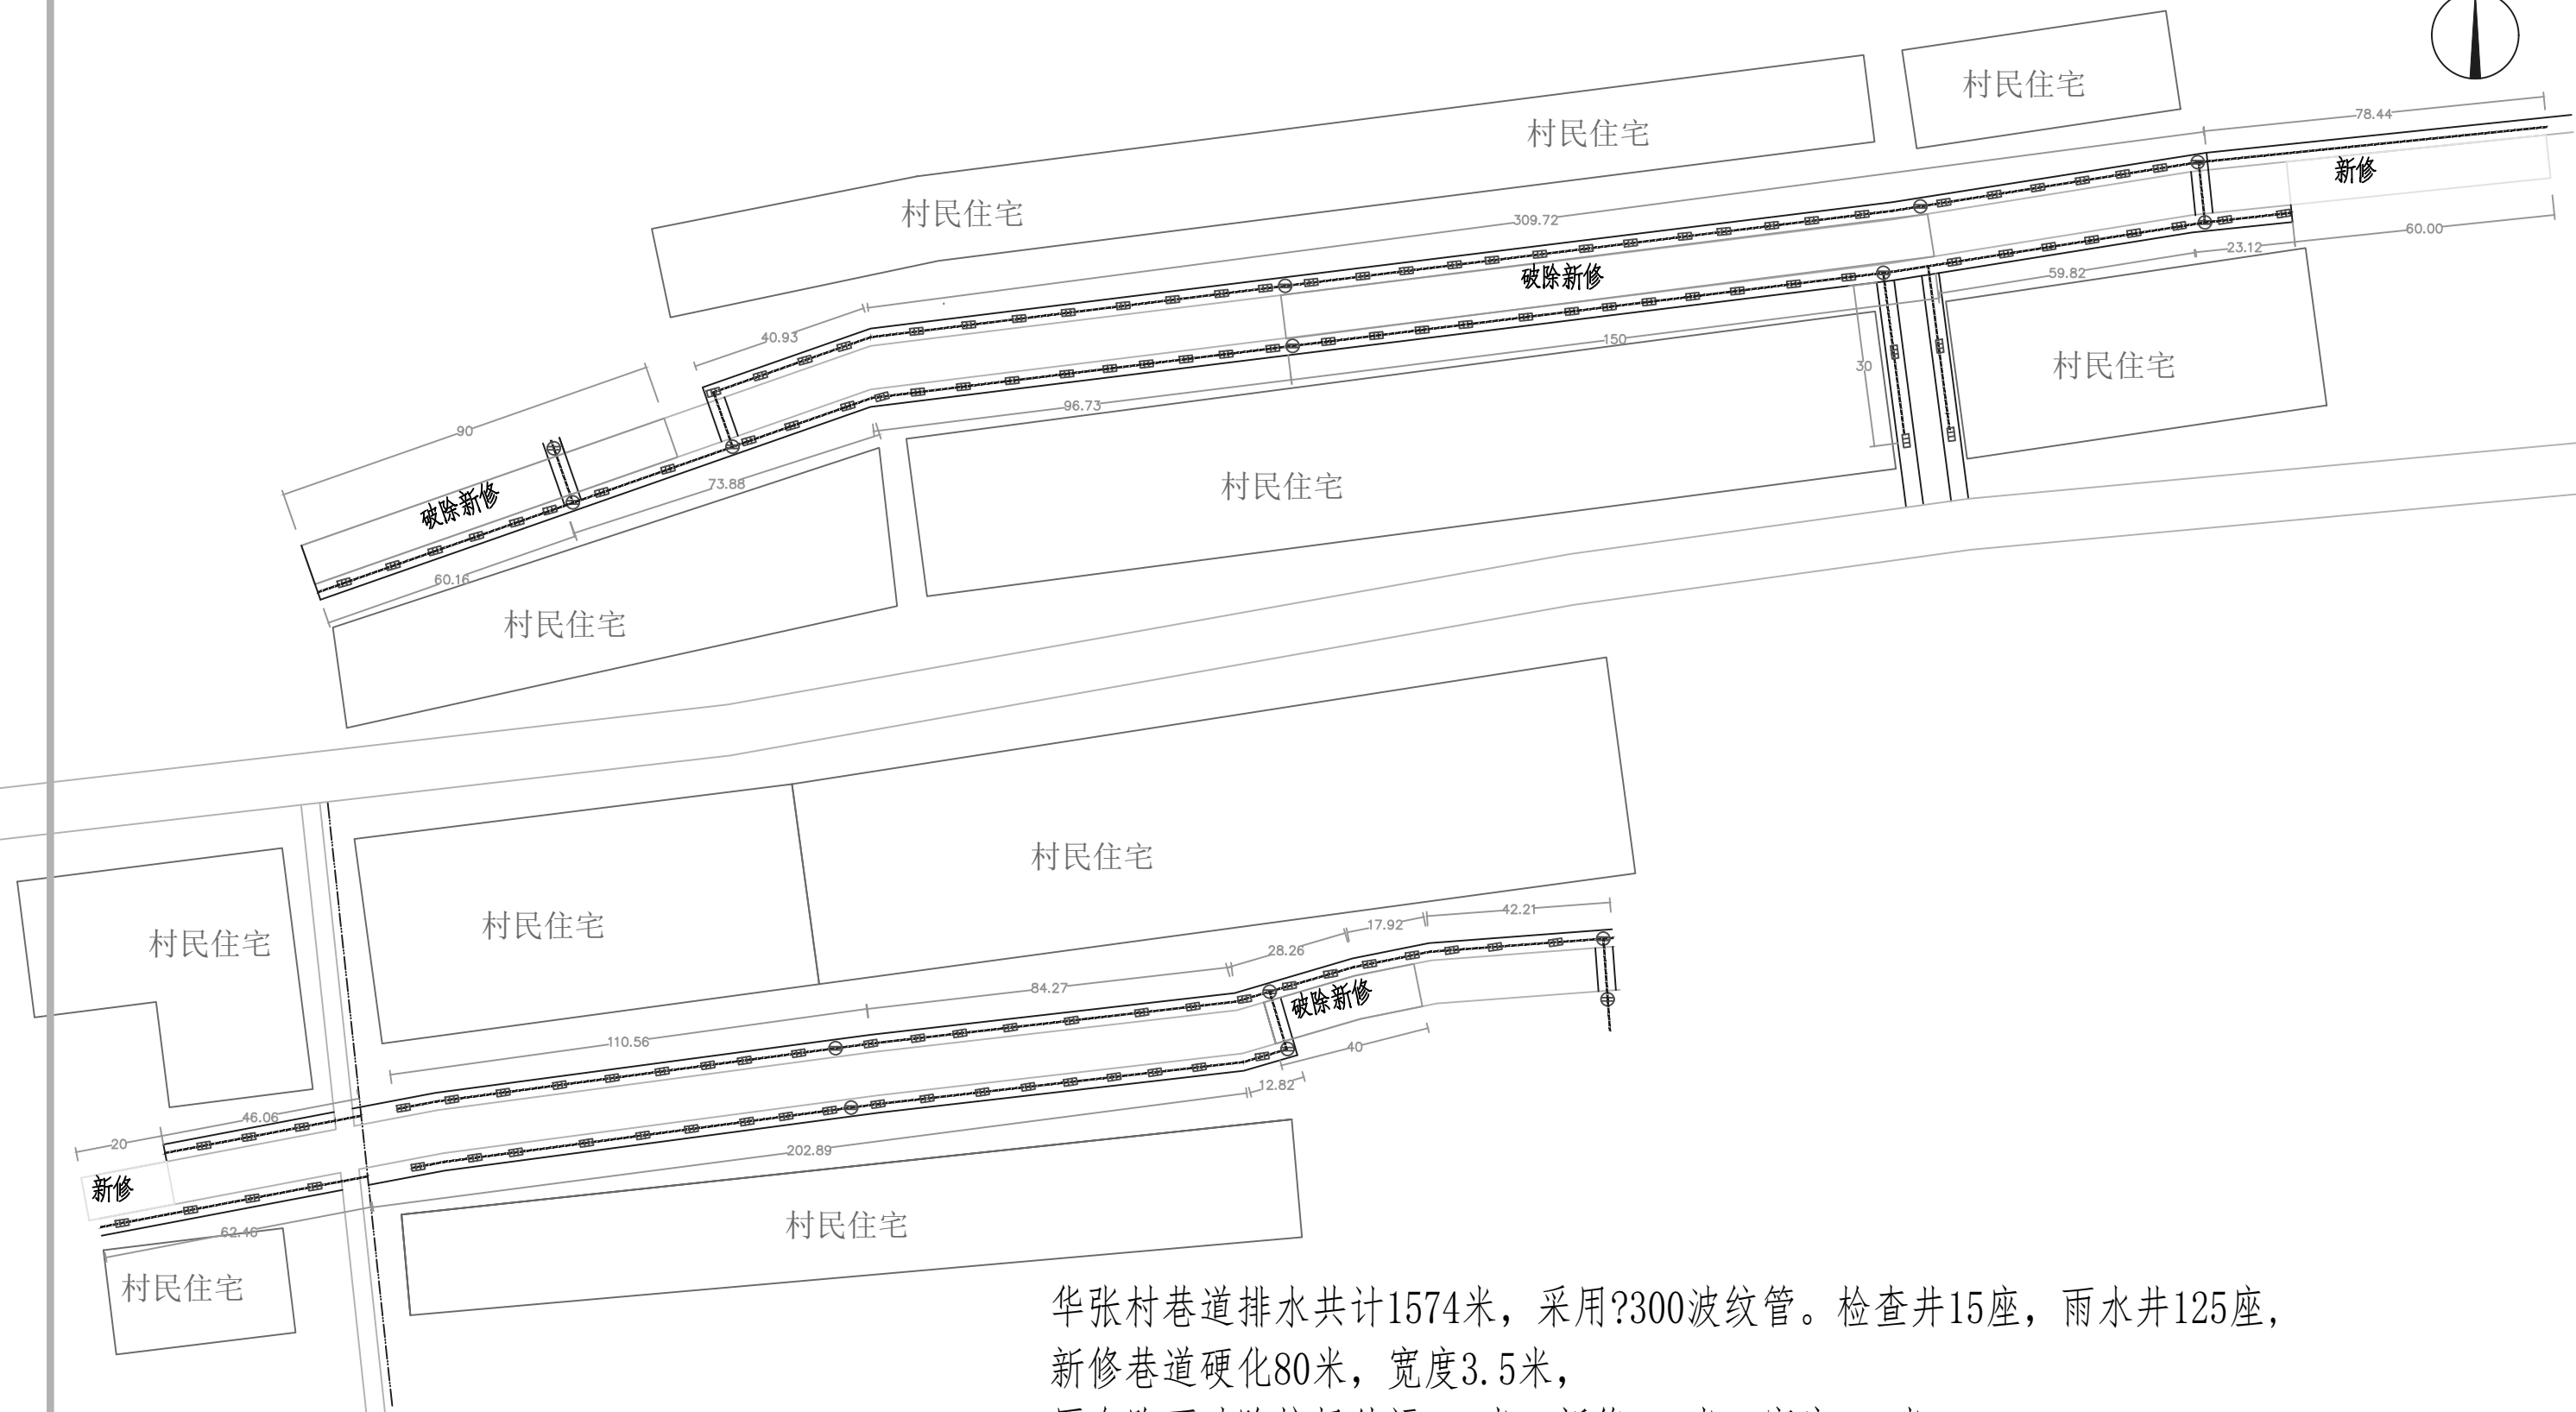 村民住宅
78.44
村民住宅
新修
村民住宅
309.72
60.00
23.12
破除新修
59.82
40.93
150
30
村民住宅
96.73
90
73.88
村民住宅
破除新修
60.16
村民住宅
村民住宅
42.21
17.92
村民住宅
村民住宅
28.26
84.27
破除新修
110.56
40
12.82
46.06
20
202.89
新修
村民住宅
村民住宅
华张村巷道排水共计1574米，采用?300波纹管。检查井15座，雨水井125座，
新修巷道硬化80米，宽度3.5米，